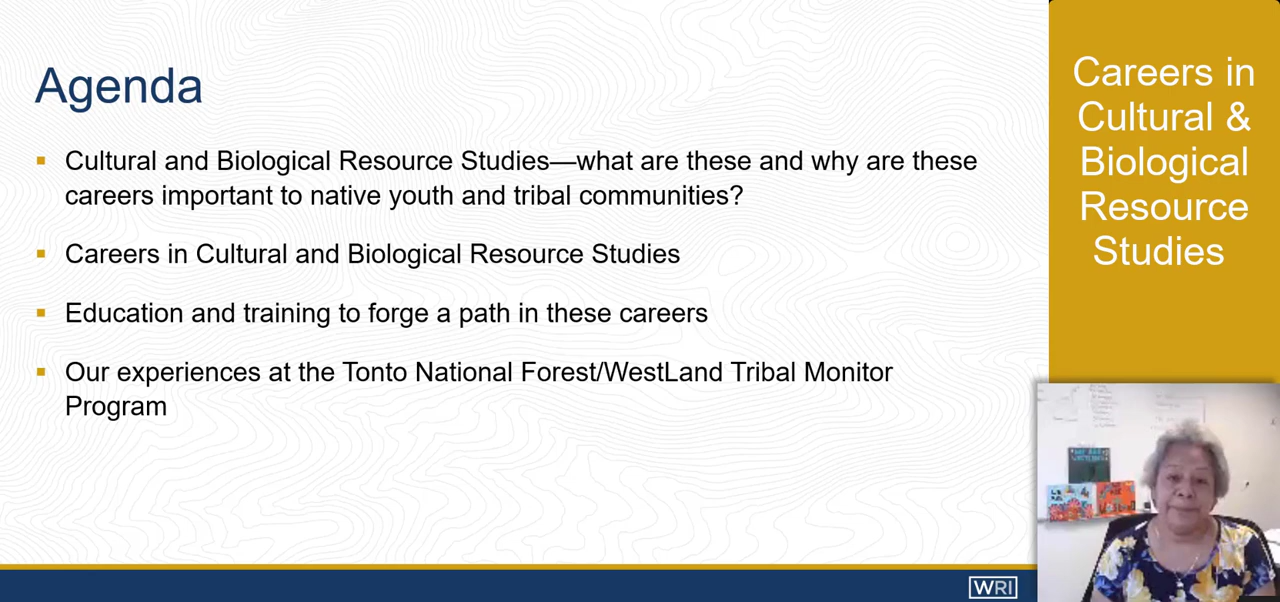 Agenda
Cultural and Biological Resource Studies—what are these and why are these
careers important to native youth and tribal communities?
Careers in Cultural and Biological Resource Studies
Education and training to forge a path in these careers
Our experiences at the Tonto National Forest/WestLand Tribal Monitor
Program
Careers in
Cultural &
Biological
Resource
Studies
WRI